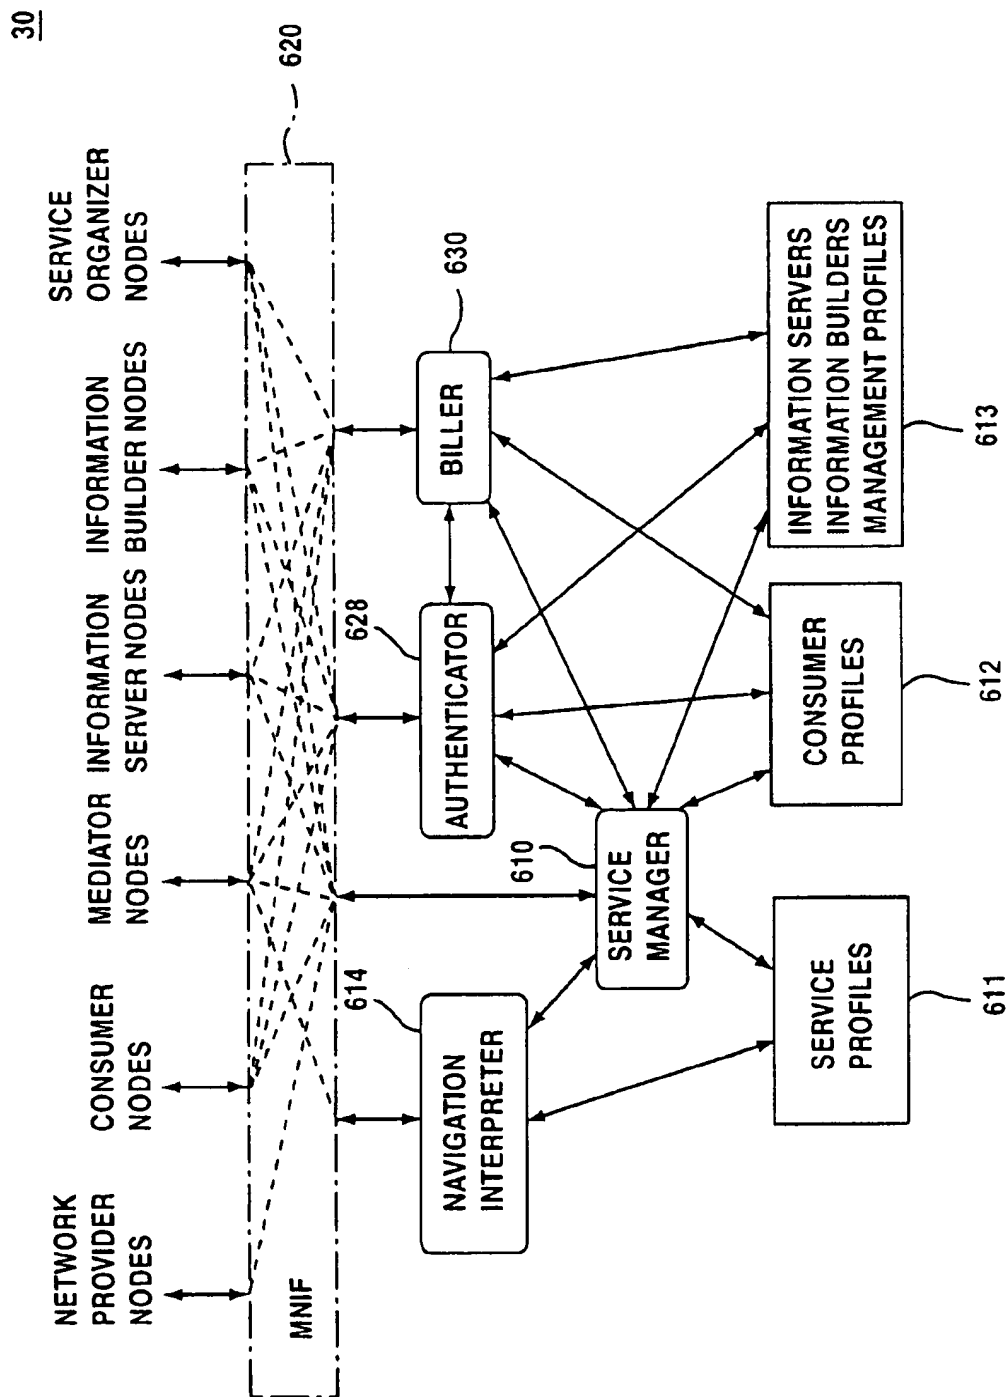 30
NETWORK
PROVIDER
NODES
CONSUMER
NODES
MEDIATOR
NODES
INFORMATION
SERVER NODES
INFORMATION
BUILDER NODES
SERVICE
ORGANIZER
NODES
620
MNIF
614
NAVIGATION
INTERPRETER
610
SERVICE
MANAGER
628
AUTHENTICATOR
630
BILLER
SERVICE
PROFILES
611
CONSUMER
PROFILES
612
INFORMATION SERVERS
INFORMATION BUILDERS
MANAGEMENT PROFILES
613